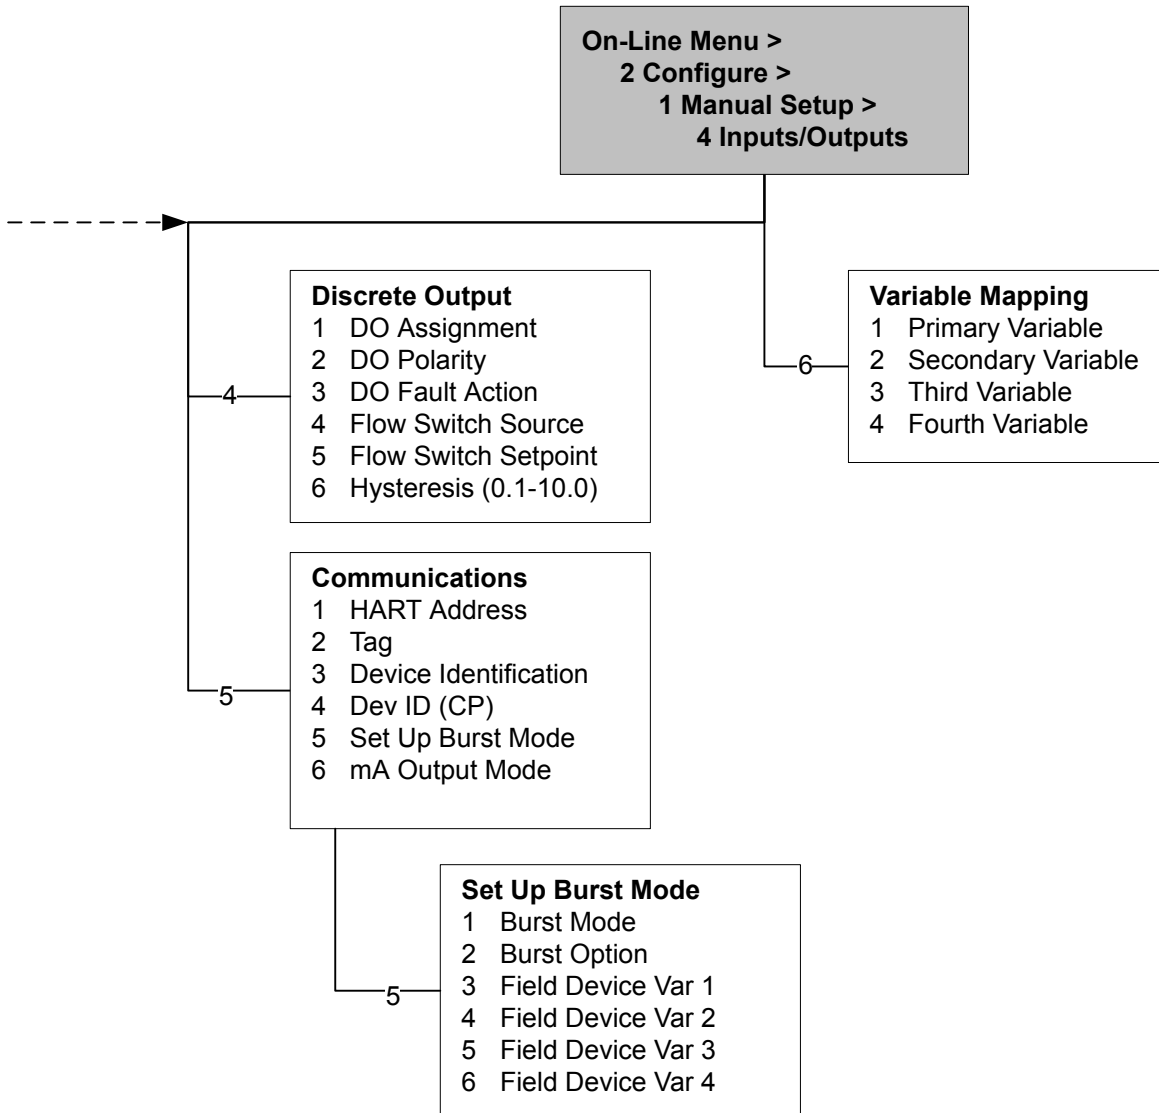 On-Line Menu >
2 Configure >
1 Manual Setup >
4 Inputs/Outputs
4
Discrete Output
1 DO Assignment
2 DO Polarity
3 DO Fault Action
4 Flow Switch Source
5 Flow Switch Setpoint
6 Hysteresis (0.1-10.0)
6
Variable Mapping
1 Primary Variable
2 Secondary Variable
3 Third Variable
4 Fourth Variable
5
Communications
1 HART Address
2 Tag
3 Device Identification
4 Dev ID (CP)
5 Set Up Burst Mode
6 mA Output Mode
5
Set Up Burst Mode
1 Burst Mode
2 Burst Option
3 Field Device Var 1
4 Field Device Var 2
5 Field Device Var 3
6 Field Device Var 4